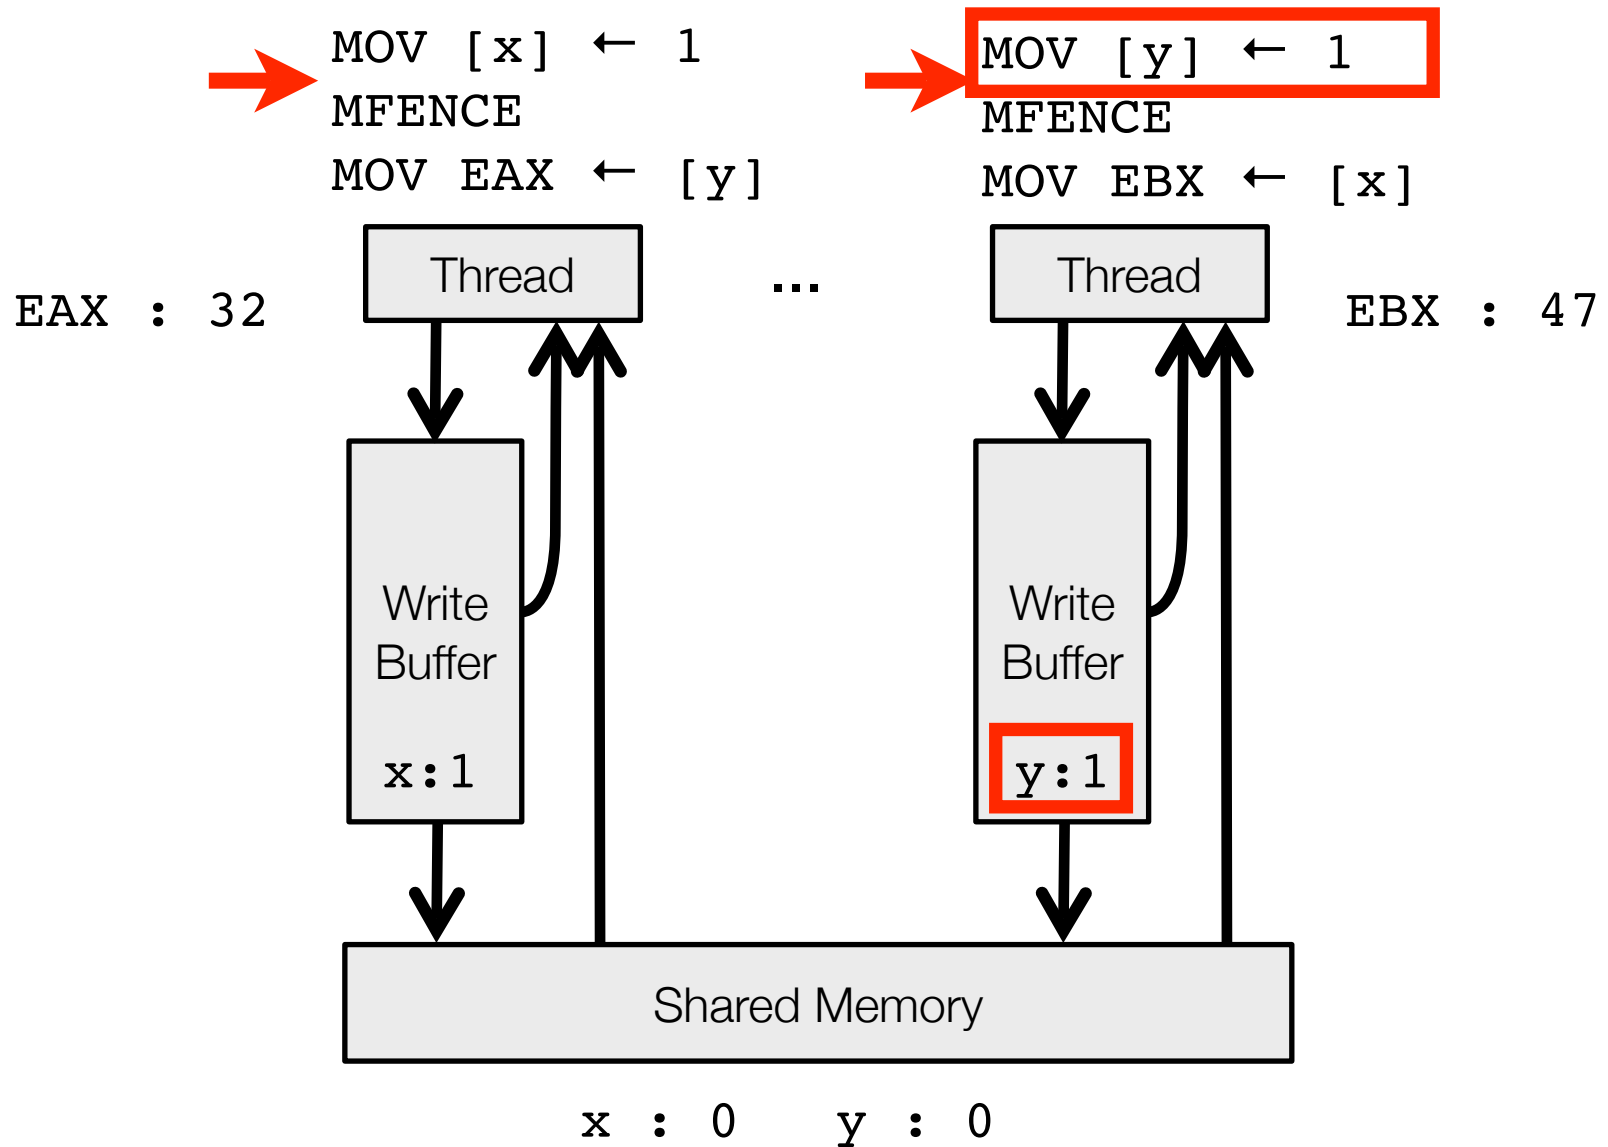 MOV [x] ← 1
MFENCE
MOV EAX ← [y]
MOV [y] ← 1
MFENCE
MOV EBX ← [x]
Thread
...
Thread
EAX : 32
EBX : 47
Write
Buffer
x:1
Write
Buffer
y:1
Shared Memory
x : 0 y : 0